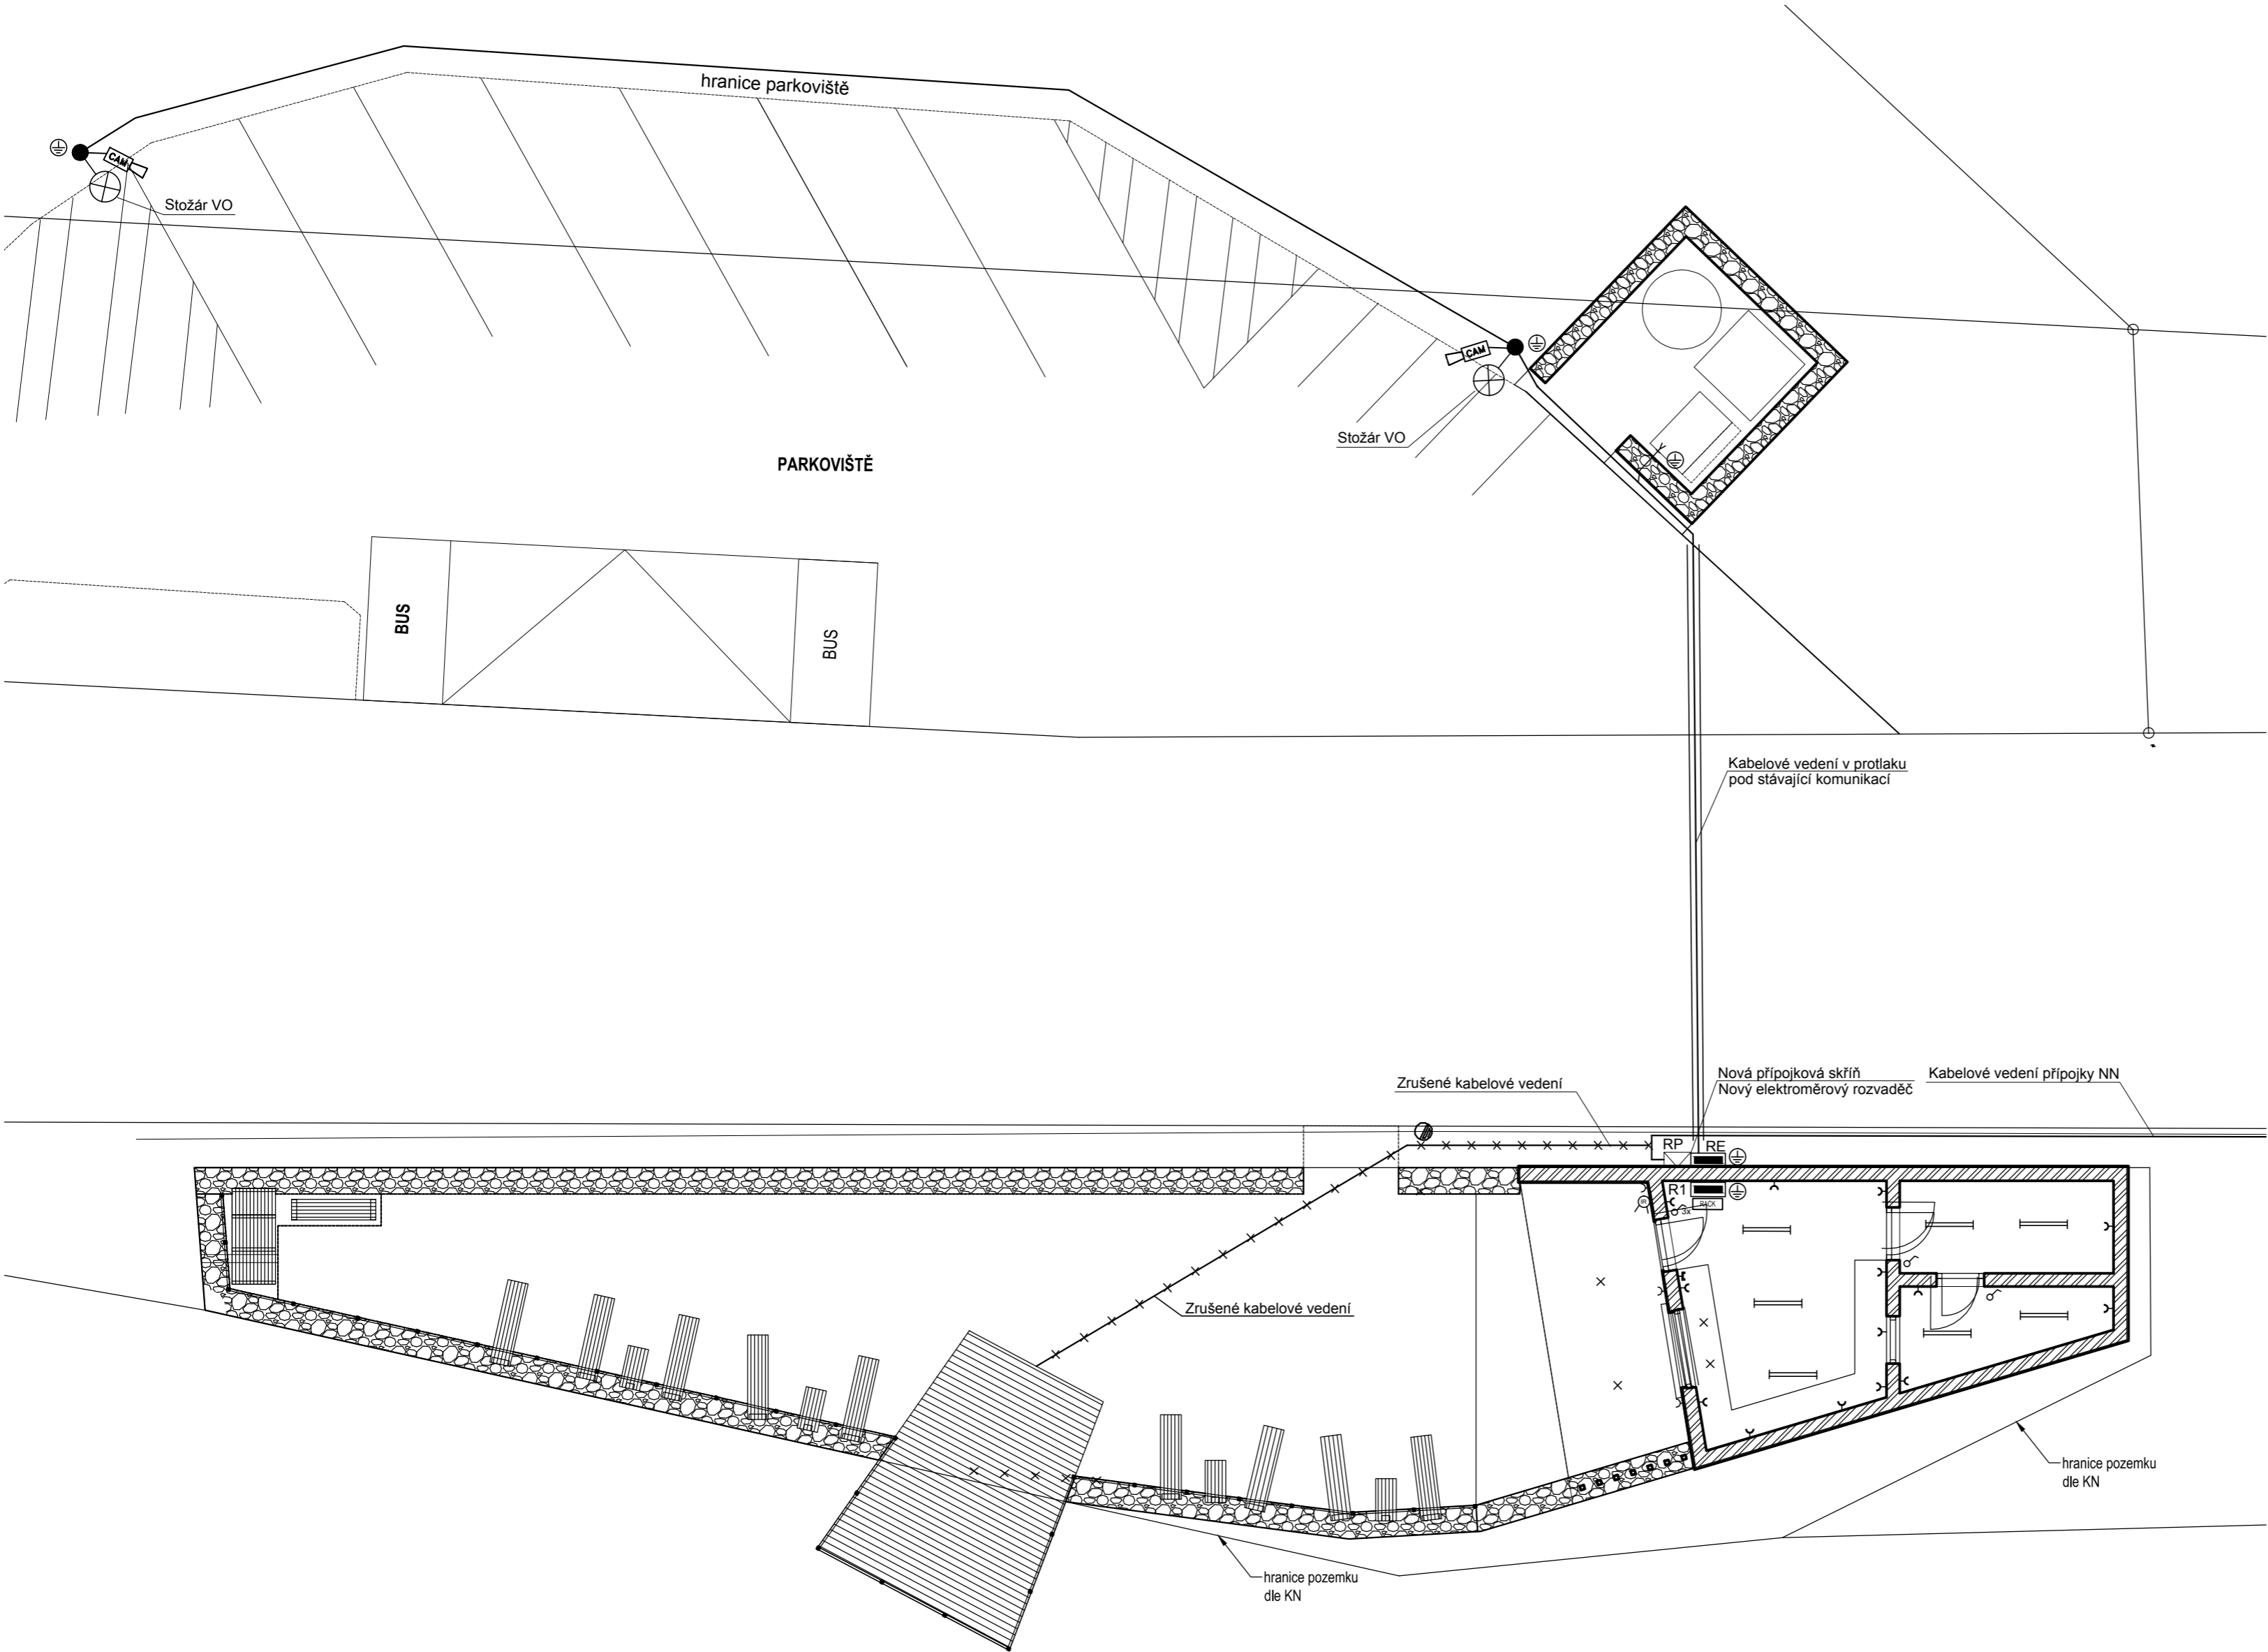 hranice parkoviště
CAM
Stožár VO
CAM
Stožár VO
PARKOVIŠTĚ
BUS
BUS
Kabelové vedení v protlaku
pod stávající komunikací
Zrušené kabelové vedení
Nová přípojková skříň
Nový elektroměrový rozvaděč
Kabelové vedení přípojky NN
RP
RE
R1
RACK
IR
3x
Zrušené kabelové vedení
hranice pozemku
dle KN
hranice pozemku
dle KN